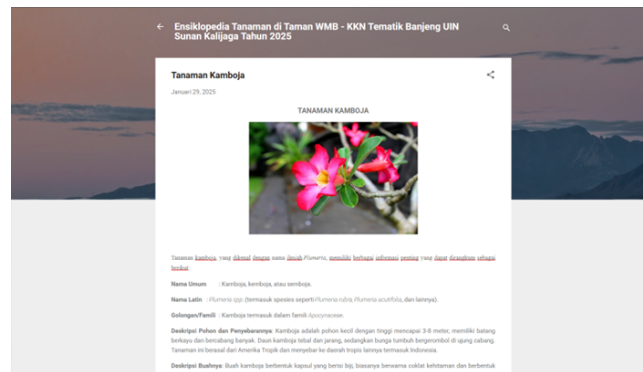 Ensiklopedia Tanaman di Taman WMB - KKN Tematik Banjeng UIN
Sunan Kalijaga Tahun 2025
Tanaman Kamboja
Januari 29, 2025
TANAMAN KAMBOJA
Tanaman kamboja, yang dikenal dengan nama ilmiah Plumeria, memiliki berbagai informasi penting yang dapat dirangkum sebagai
berikut
Nama Umum : Kamboja, kemboja, atau semboja.
Nama Latin : Plumeria spp. (termasuk spesies seperti Plumeria rubra, Plumeria acutifolia, dan lainnya).
Golongan/Famili : Kamboja termasuk dalam famili Apocynaceae.
Deskripsi Pohon dan Penyebarannya: Kamboja adalah pohon kecil dengan tinggi mencapai 3-8 meter, memiliki batang
berkayu dan bercabang banyak. Daun kamboja tebal dan jarang, sedangkan bunga tumbuh bergerombol di ujung cabang.
Tanaman ini berasal dari Amerika Tropik dan menyebar ke daerah tropis lainnya termasuk Indonesia.
Deskripsi Buahnya: Buah kamboja berbentuk kapsul yang berisi biji, biasanya berwarna coklat kehitaman dan berbentuk